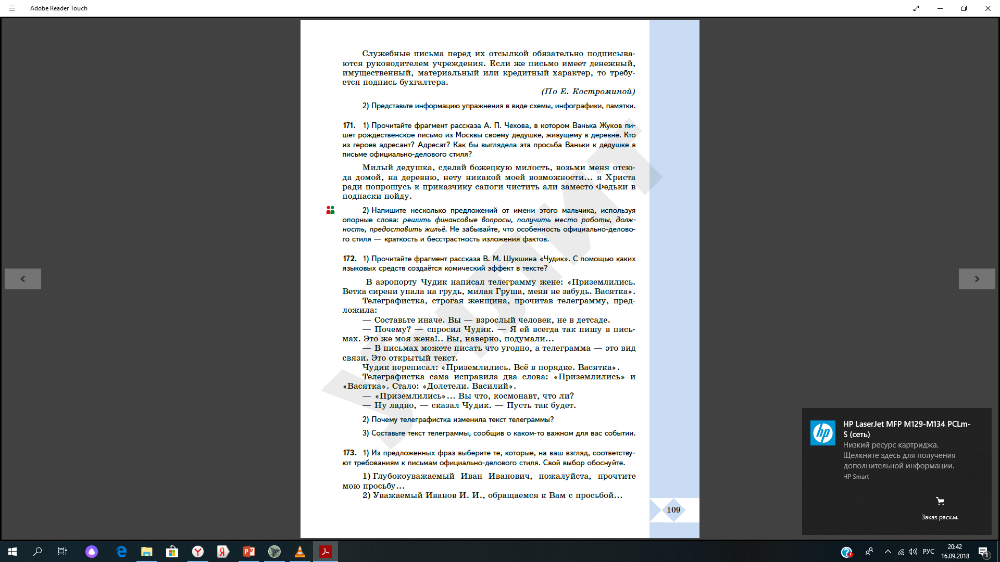 Adobe Reader Touch
Служебные письма перед их отсылкой обязательно подписыва-
ются руководителем учреждения. Если же письмо имеет денежный,
имущественный, материальный или кредитный характер, то требу-
ется подпись бухгалтера.
(По Е. Костроминой)
2) Представьте информацию упражнения в виде схемы, инфографики, памятки.
171. 1) Прочитайте фрагмент рассказа А. П. Чехова, в котором Ванька Жуков пи-
шет рождественское письмо из Москвы своему дедушке, живущему в деревне. Кто
из героев адресант? Адресат? Как бы выглядела эта просьба Ваньки к дедушке в
письме официально-делового стиля?
Милый дедушка, сделай божецкую милость, возьми меня отсю-
да домой, на деревню, нету никакой моей возможности... я Христа
ради попрошусь к приказчику сапоги чистить али заместо Федьки в
подпаски пойду.
2) Напишите несколько предложений от имени этого мальчика, используя
опорные слова: решить финансовые вопросы, получить место работы, долж-
ность, предоставить жильё. Не забывайте, что особенность официально-делово-
го стиля — краткость и бесстрастность изложения фактов.
172. 1) Прочитайте фрагмент рассказа В. М. Шукшина «Чудик». С помощью каких
языковых средств создаётся комический эффект в тексте?
В аэропорту Чудик написал телеграмму жене: «Приземлились.
Ветка сирени упала на грудь, милая Груша, меня не забудь. Васятка».
Телеграфистка, строгая женщина, прочитав телеграмму, пред-
ложила:
— Составьте иначе. Вы — взрослый человек, не в детсаде.
— Почему? — спросил Чудик. — Я ей всегда так пишу в пись-
мах. Это же моя жена!.. Вы, наверно, подумали...
— В письмах можете писать что угодно, а телеграмма — это вид
связи. Это открытый текст.
Чудик переписал: «Приземлились. Всё в порядке. Васятка».
Телеграфистка сама исправила два слова: «Приземлились» и
«Васятка». Стало: «Долетели. Василий».
— «Приземлились»... Вы что, космонавт, что ли?
— Ну ладно, — сказал Чудик. — Пусть так будет.
2) Почему телеграфистка изменила текст телеграммы?
3) Составьте текст телеграммы, сообщив о каком-то важном для вас событии.
173. 1) Из предложенных фраз выберите те, которые, на ваш взгляд, соответству-
ют требованиям к письмам официально-делового стиля. Свой выбор обоснуйте.
1) Глубокоуважаемый Иван Иванович, пожалуйста, прочтите
мою просьбу...
2) Уважаемый Иванов И. И., обращаемся к Вам с просьбой...
109
Учлит
hp
HP LaserJet MFP M129-M134 PCLm-
S (сеть)
Низкий ресурс картриджа.
Щелкните здесь для получения
дополнительной информации.
HP Smart
Заказ расх.м.
РУС
20:42
16.09.2018
1